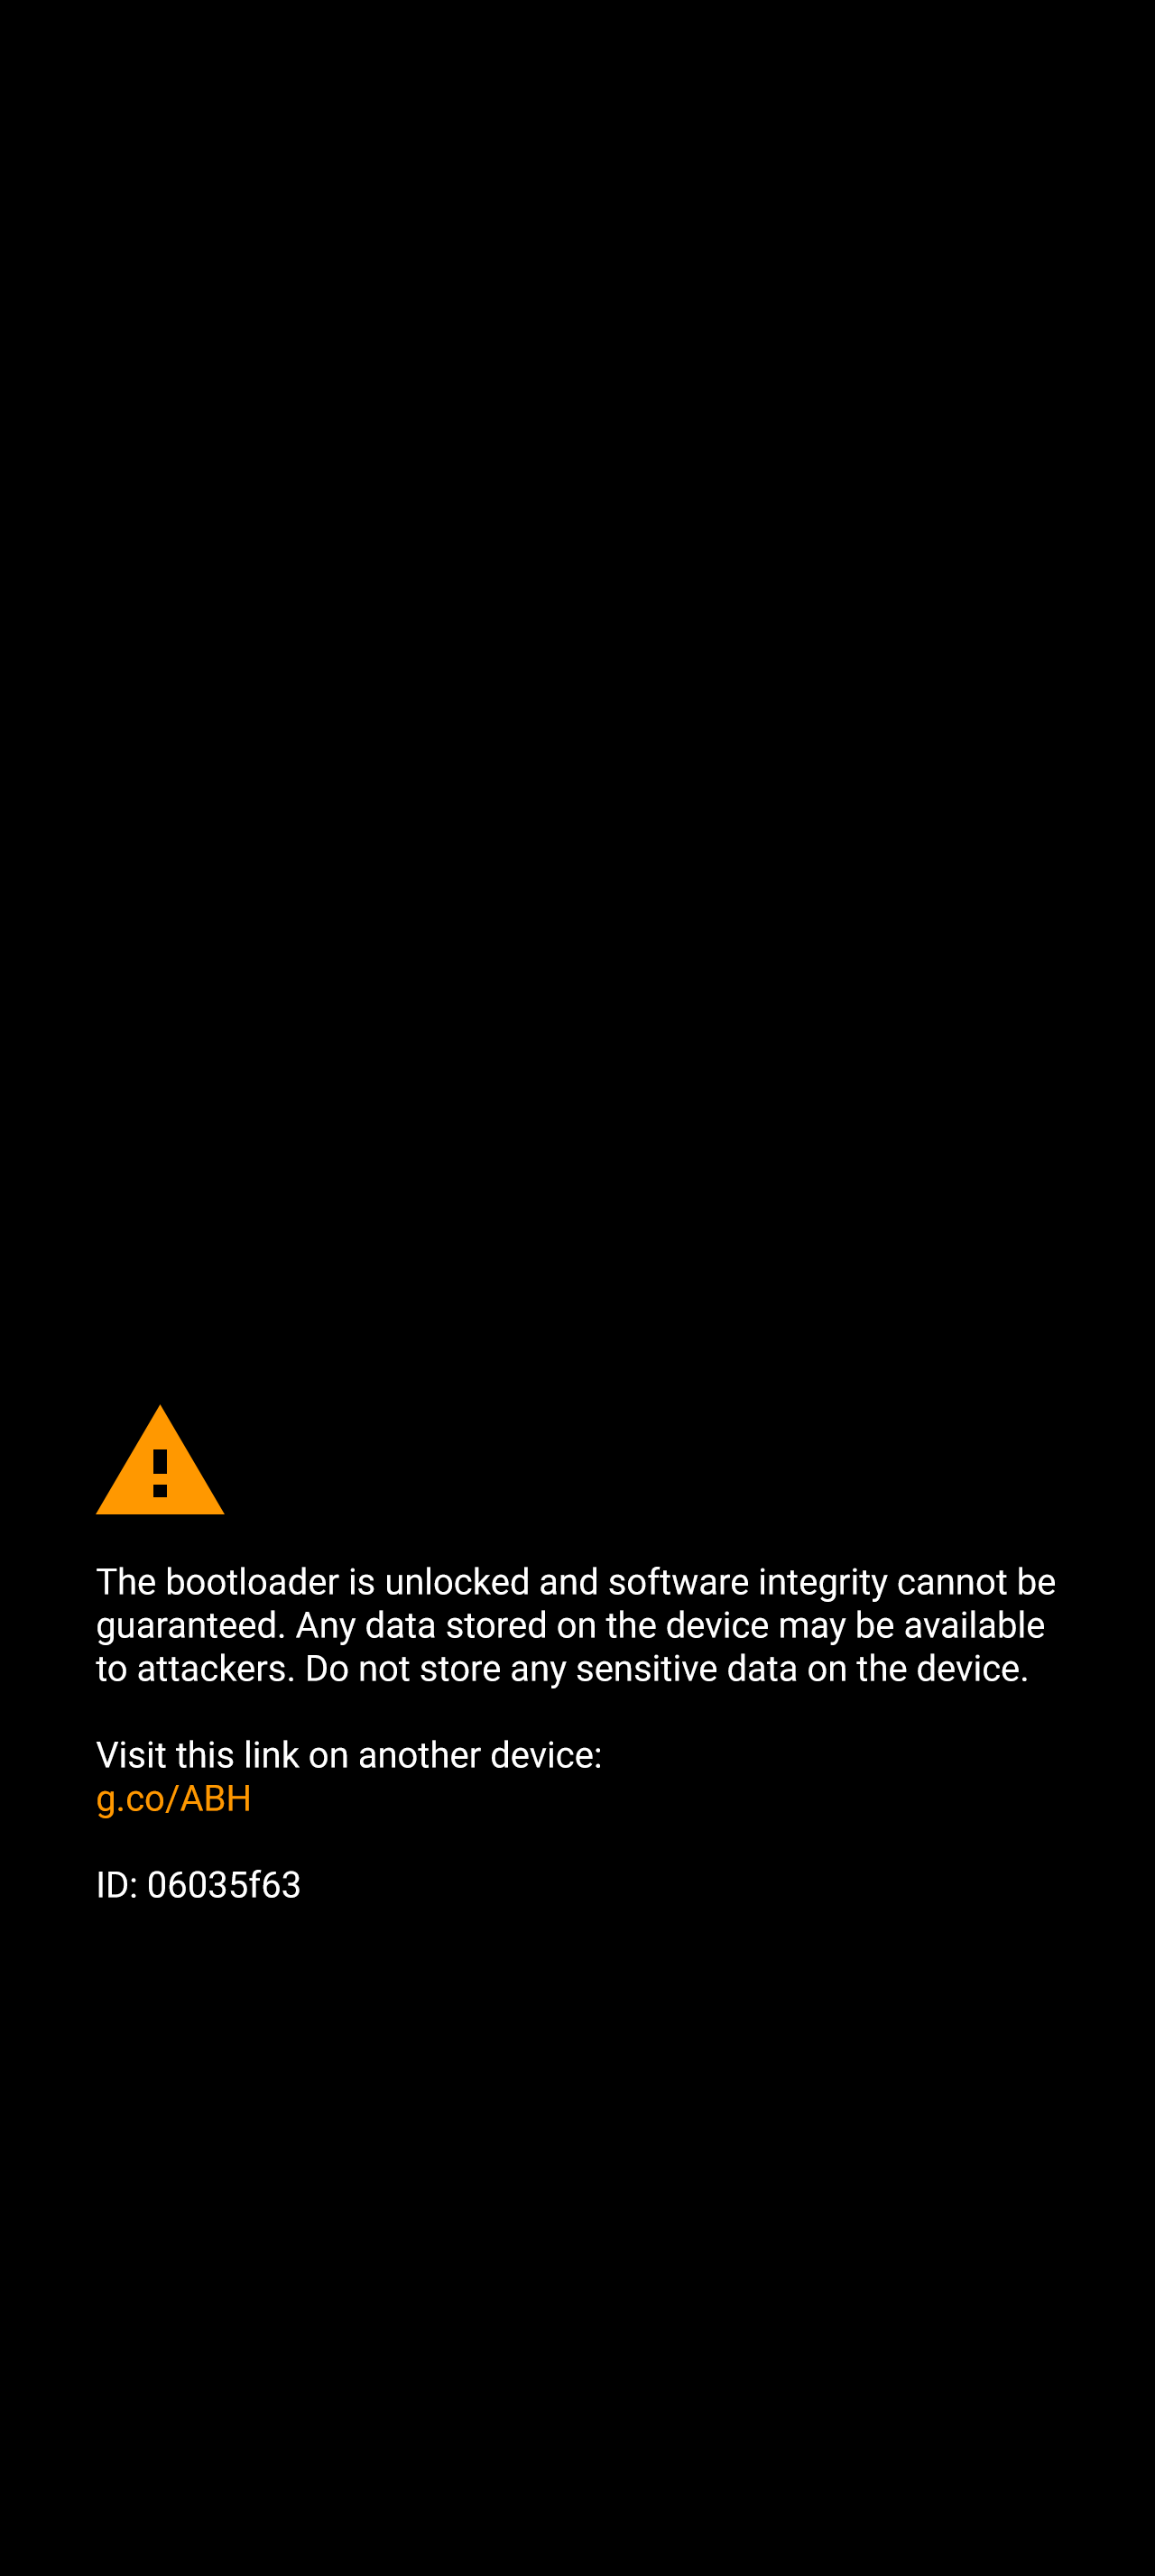 The bootloader is unlocked and software integrity cannot be
guaranteed. Any data stored on the device may be available
to attackers. Do not store any sensitive data on the device.
Visit this link on another device:
g.co/ABH
ID: 06035f63